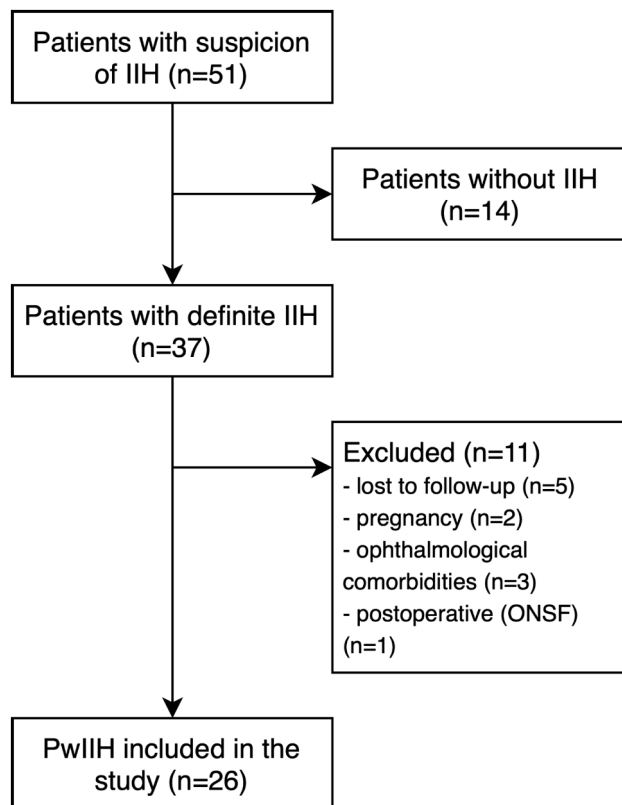 Patients with suspicion
of IIH (n=51)
Patients without IIH
(n=14)
Patients with definite IIH
(n=37)
Excluded (n=11)
- lost to follow-up (n=5)
- pregnancy (n=2)
- ophthalmological
comorbidities (n=3)
- postoperative (ONSF)
(n=1)
PwIIH included in the
study (n=26)